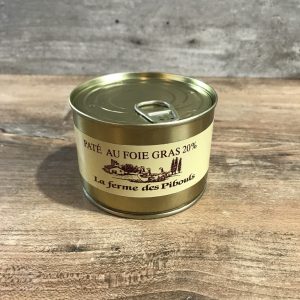 PATÉ AU FOIE GRAS 20%
La ferme des Pibouls